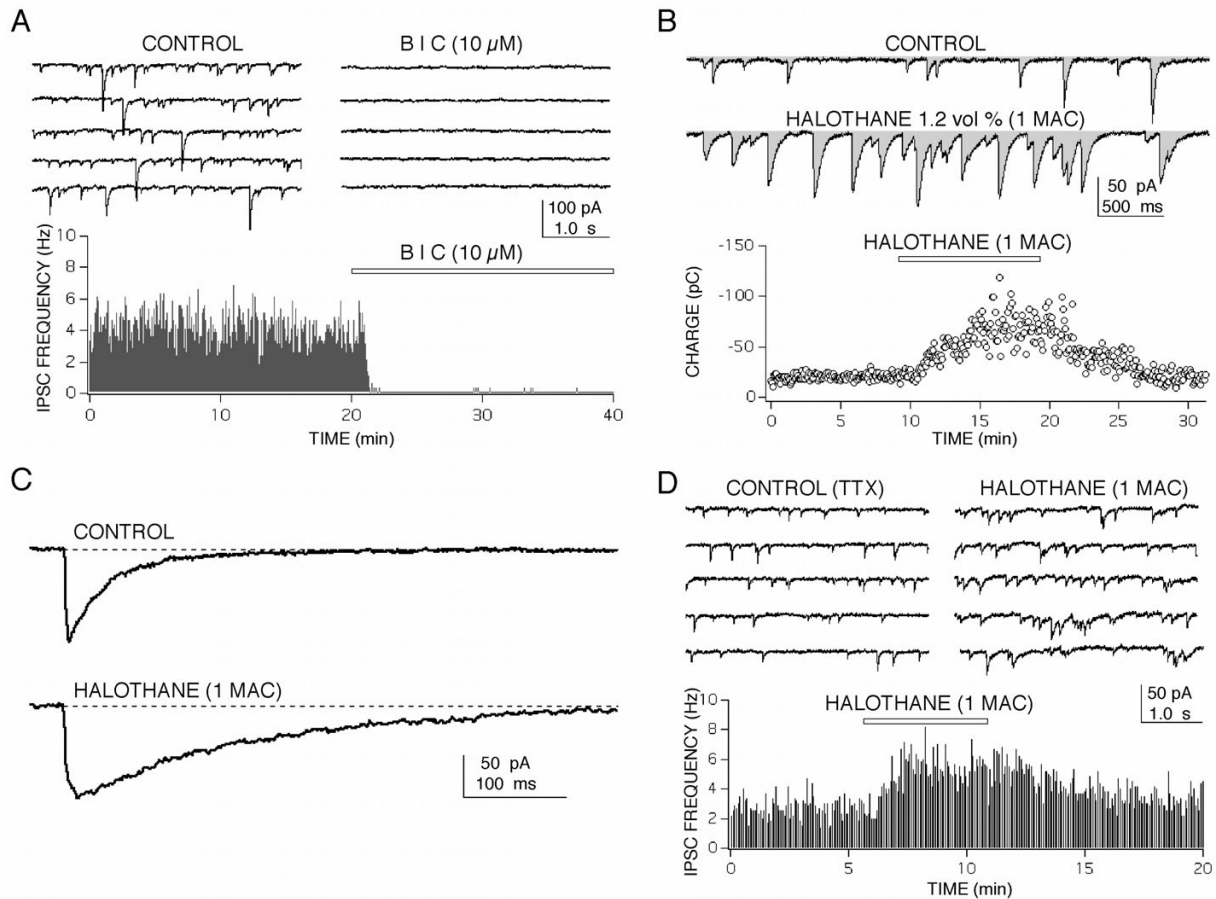 A
CONTROL
B I C (10 µM)
100 pA
1.0 s
IPSC FREQUENCY (Hz)
10
8
6
4
2
0
B I C (10 µM)
0
10
20
30
40
TIME (min)
B
CONTROL
HALOTHANE 1.2 vol % (1 MAC)
50 pA
500 ms
HALOTHANE (1 MAC)
CHARGE (pC)
-150
-100
-50
0
0
5
10
15
20
25
30
TIME (min)
C
CONTROL
HALOTHANE (1 MAC)
50 pA
100 ms
D
CONTROL (TTX)
HALOTHANE (1 MAC)
50 pA
1.0 s
HALOTHANE (1 MAC)
IPSC FREQUENCY (Hz)
10
8
6
4
2
0
0
5
10
15
20
TIME (min)